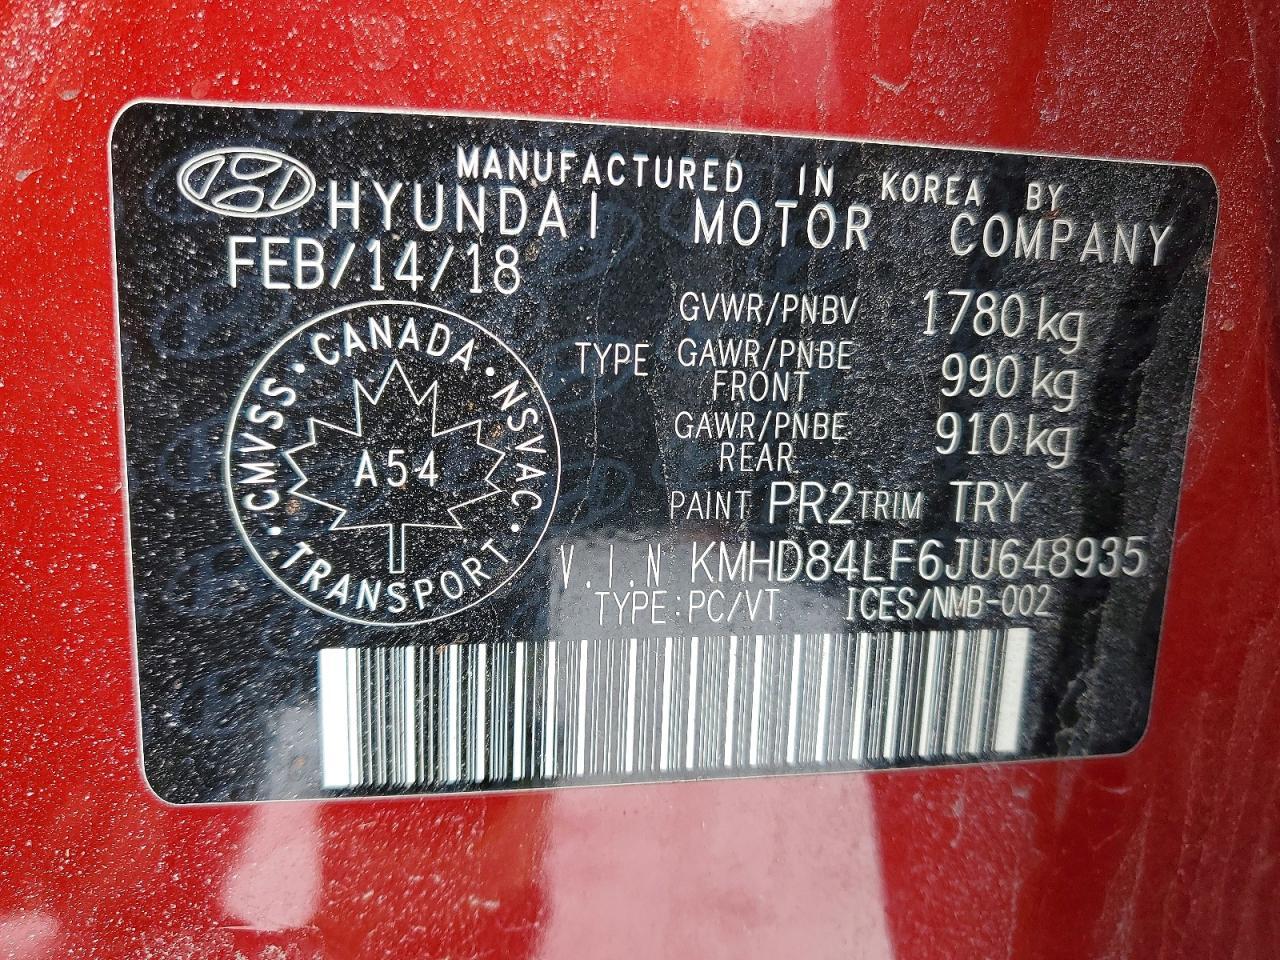 MANUFACTURED IN KOREA BY
HYUNDAI MOTOR COMPANY
FEB/14/18
CMVSS · CANADA · NSVAC · TRANSPORT ·
A54
GVWR/PNBV 1780 kg
TYPE GAWR/PNBE FRONT 990 kg
GAWR/PNBE REAR 910 kg
PAINT PR2 TRIM TRY
V.I.N KMHD84LF6JU648935
TYPE:PC/VT ICES/NMB-002